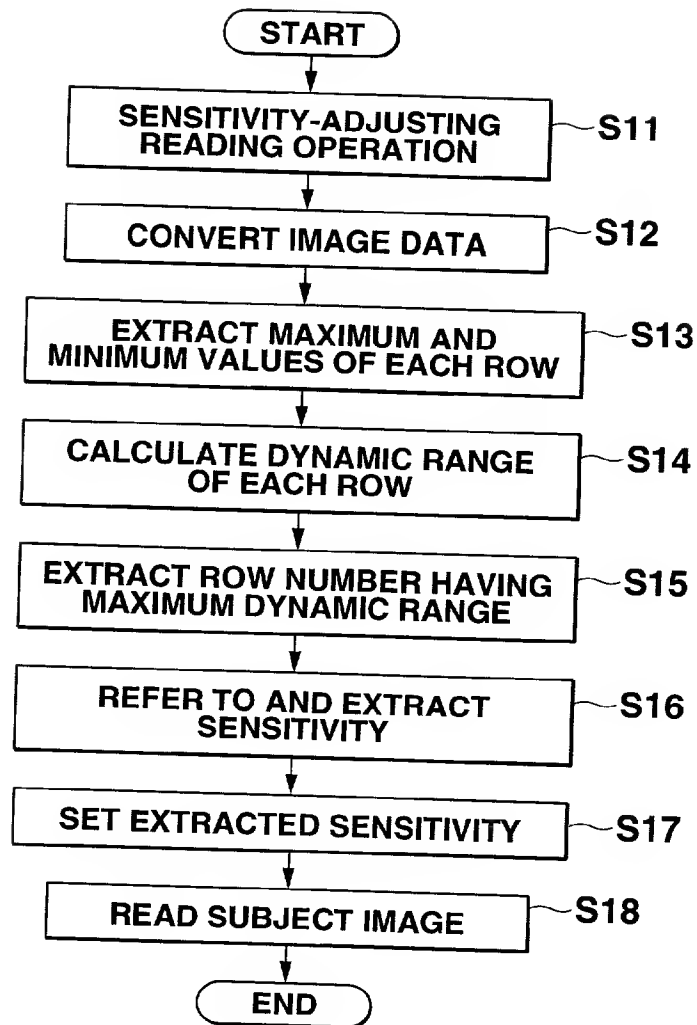 START
SENSITIVITY-ADJUSTING
READING OPERATION
S11
CONVERT IMAGE DATA
S12
EXTRACT MAXIMUM AND
MINIMUM VALUES OF EACH ROW
S13
CALCULATE DYNAMIC RANGE
OF EACH ROW
S14
EXTRACT ROW NUMBER HAVING
MAXIMUM DYNAMIC RANGE
S15
REFER TO AND EXTRACT
SENSITIVITY
S16
SET EXTRACTED SENSITIVITY
S17
READ SUBJECT IMAGE
S18
END